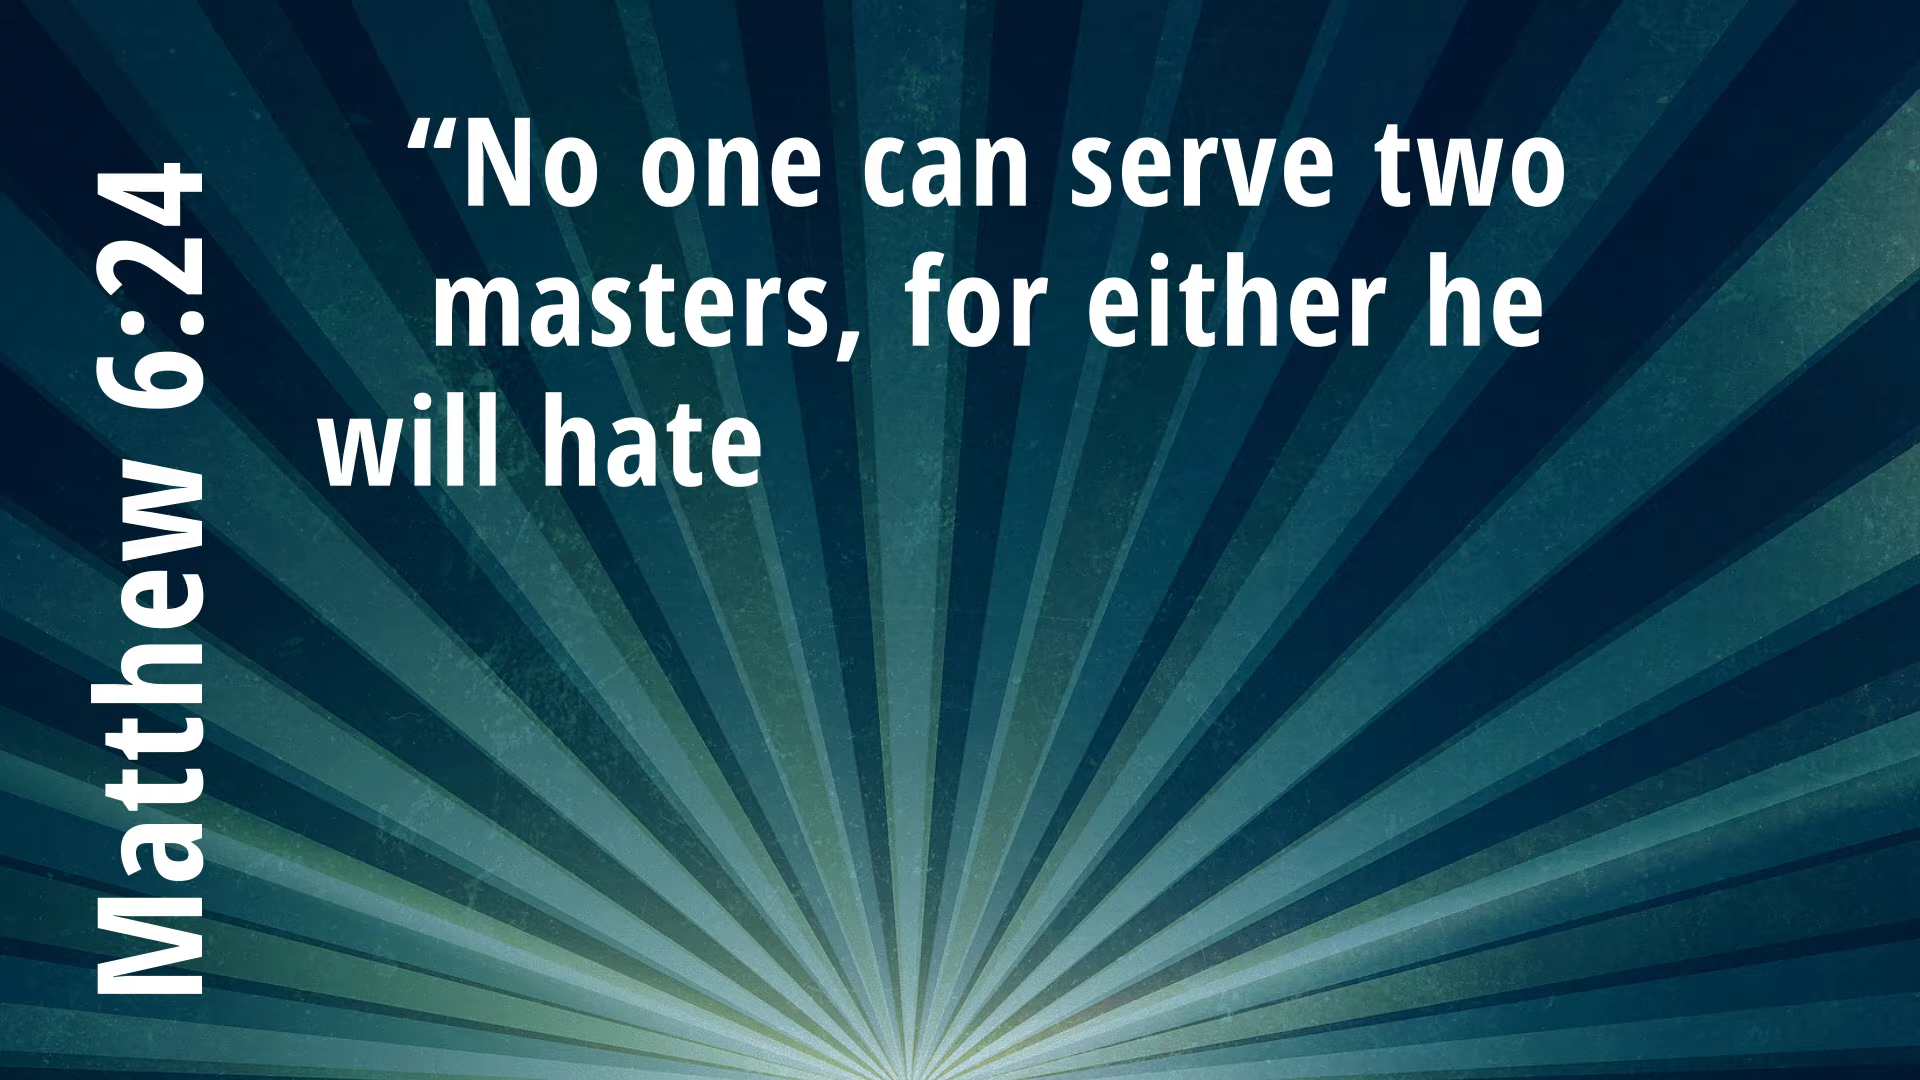 Matthew 6:24
“No one can serve two
masters, for either he
will hate